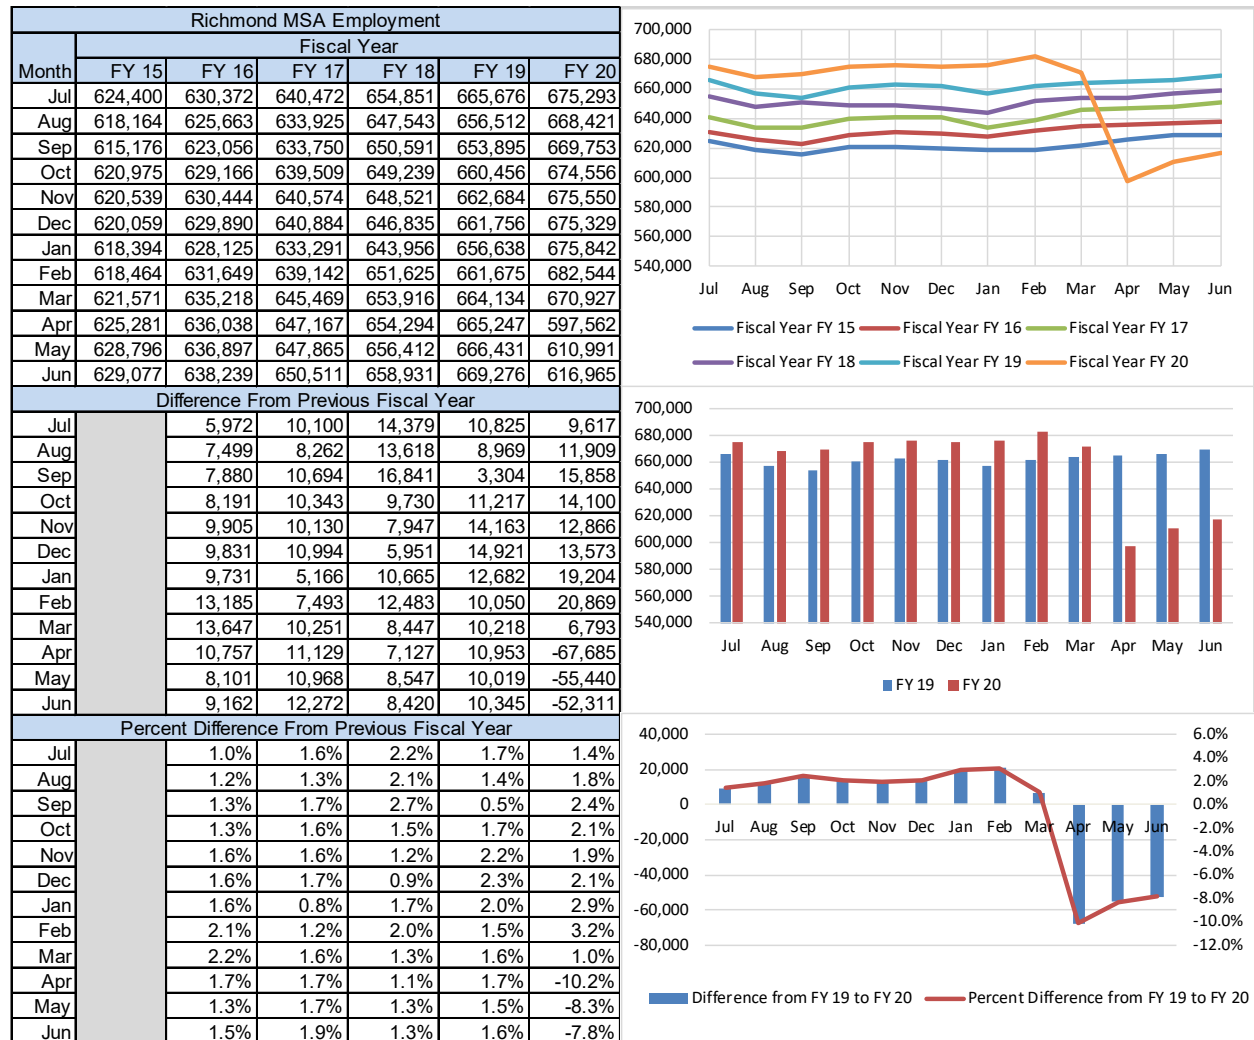 Richmond MSA Employment
Fiscal Year
Month FY 15 FY 16 FY 17 FY 18 FY 19 FY 20
Jul 624,400 630,372 640,472 654,851 665,676 675,293
Aug 618,164 625,663 633,925 647,543 656,512 668,421
Sep 615,176 623,056 633,750 650,591 653,895 669,753
Oct 620,975 629,166 639,509 649,239 660,456 674,556
Nov 620,539 630,444 640,574 648,521 662,684 675,550
Dec 620,059 629,890 640,884 646,835 661,756 675,329
Jan 618,394 628,125 633,291 643,956 656,638 675,842
Feb 618,464 631,649 639,142 651,625 661,675 682,544
Mar 621,571 635,218 645,469 653,916 664,134 670,927
Apr 625,281 636,038 647,167 654,294 665,247 597,562
May 628,796 636,897 647,865 656,412 666,431 610,991
Jun 629,077 638,239 650,511 658,931 669,276 616,965
Difference From Previous Fiscal Year
Jul 5,972 10,100 14,379 10,825 9,617
Aug 7,499 8,262 13,618 8,969 11,909
Sep 7,880 10,694 16,841 3,304 15,858
Oct 8,191 10,343 9,730 11,217 14,100
Nov 9,905 10,130 7,947 14,163 12,866
Dec 9,831 10,994 5,951 14,921 13,573
Jan 9,731 5,166 10,665 12,682 19,204
Feb 13,185 7,493 12,483 10,050 20,869
Mar 13,647 10,251 8,447 10,218 6,793
Apr 10,757 11,129 7,127 10,953 -67,685
May 8,101 10,968 8,547 10,019 -55,440
Jun 9,162 12,272 8,420 10,345 -52,311
Percent Difference From Previous Fiscal Year
Jul 1.0% 1.6% 2.2% 1.7% 1.4%
Aug 1.2% 1.3% 2.1% 1.4% 1.8%
Sep 1.3% 1.7% 2.7% 0.5% 2.4%
Oct 1.3% 1.6% 1.5% 1.7% 2.1%
Nov 1.6% 1.6% 1.2% 2.2% 1.9%
Dec 1.6% 1.7% 0.9% 2.3% 2.1%
Jan 1.6% 0.8% 1.7% 2.0% 2.9%
Feb 2.1% 1.2% 2.0% 1.5% 3.2%
Mar 2.2% 1.6% 1.3% 1.6% 1.0%
Apr 1.7% 1.7% 1.1% 1.7% -10.2%
May 1.3% 1.7% 1.3% 1.5% -8.3%
Jun 1.5% 1.9% 1.3% 1.6% -7.8%
700,000
680,000
660,000
640,000
620,000
600,000
580,000
560,000
540,000
Jul Aug Sep Oct Nov Dec Jan Feb Mar Apr May Jun
Fiscal Year FY 15 Fiscal Year FY 16 Fiscal Year FY 17
Fiscal Year FY 18 Fiscal Year FY 19 Fiscal Year FY 20
700,000
680,000
660,000
640,000
620,000
600,000
580,000
560,000
540,000
Jul Aug Sep Oct Nov Dec Jan Feb Mar Apr May Jun
FY 19 FY 20
40,000 6.0%
4.0%
20,000 2.0%
0 0.0%
Jul Aug Sep Oct Nov Dec Jan Feb Mar Apr May Jun -2.0%
-20,000 -4.0%
-40,000 -6.0%
-8.0%
-60,000 -10.0%
-80,000 -12.0%
Difference from FY 19 to FY 20 Percent Difference from FY 19 to FY 20